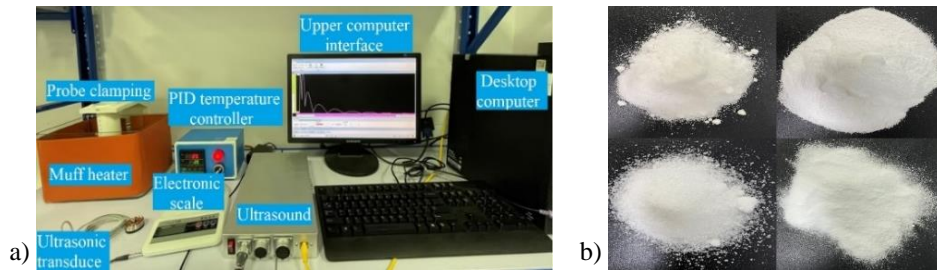 Upper computer
interface
Desktop
computer
Probe clamping
PID temperature
controller
Muff heater
Electronic
scale
Ultrasound
Ultrasonic
transduce
a)
b)